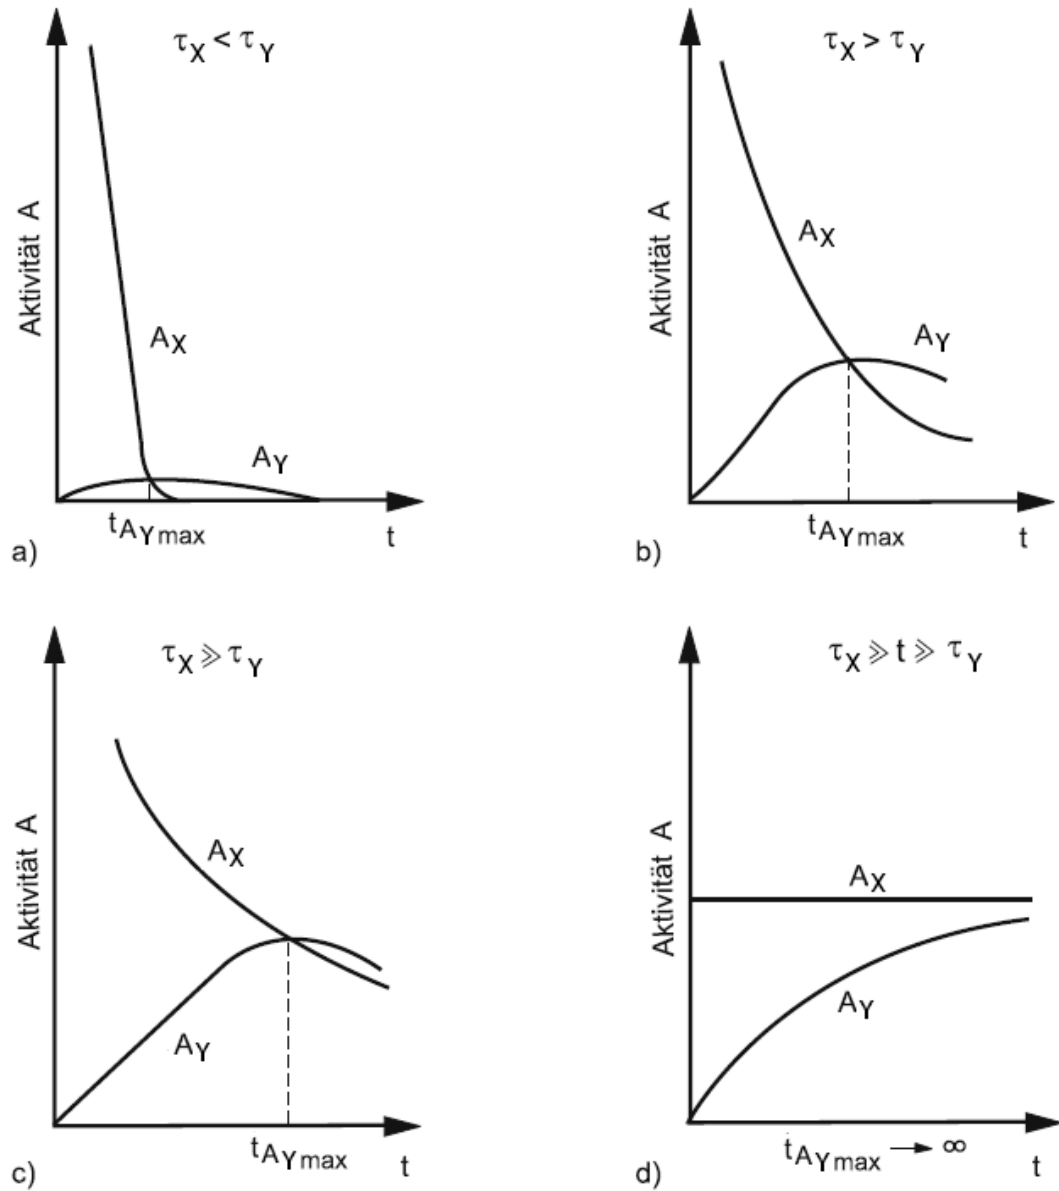 τX < τY
Aktivität A
AX
AY
tAYmax
t
a)
τX > τY
Aktivität A
AX
AY
tAYmax
t
b)
τX ≫ τY
Aktivität A
AX
AY
tAYmax
t
c)
τX ≫ t ≫ τY
Aktivität A
AX
AY
tAYmax → ∞
t
d)